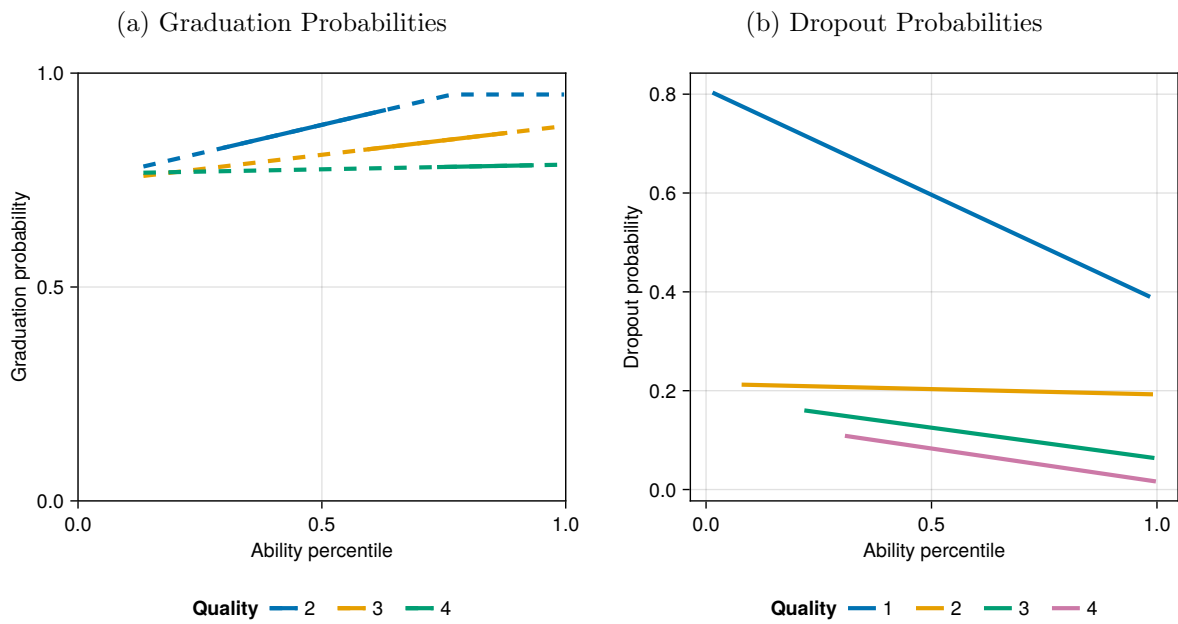 (a) Graduation Probabilities
1.0
0.5
0.0
Graduation probability
0.0 0.5 1.0
Ability percentile
Quality 2 3 4
(b) Dropout Probabilities
0.8
0.6
0.4
0.2
0.0
Dropout probability
0.0 0.5 1.0
Ability percentile
Quality 1 2 3 4